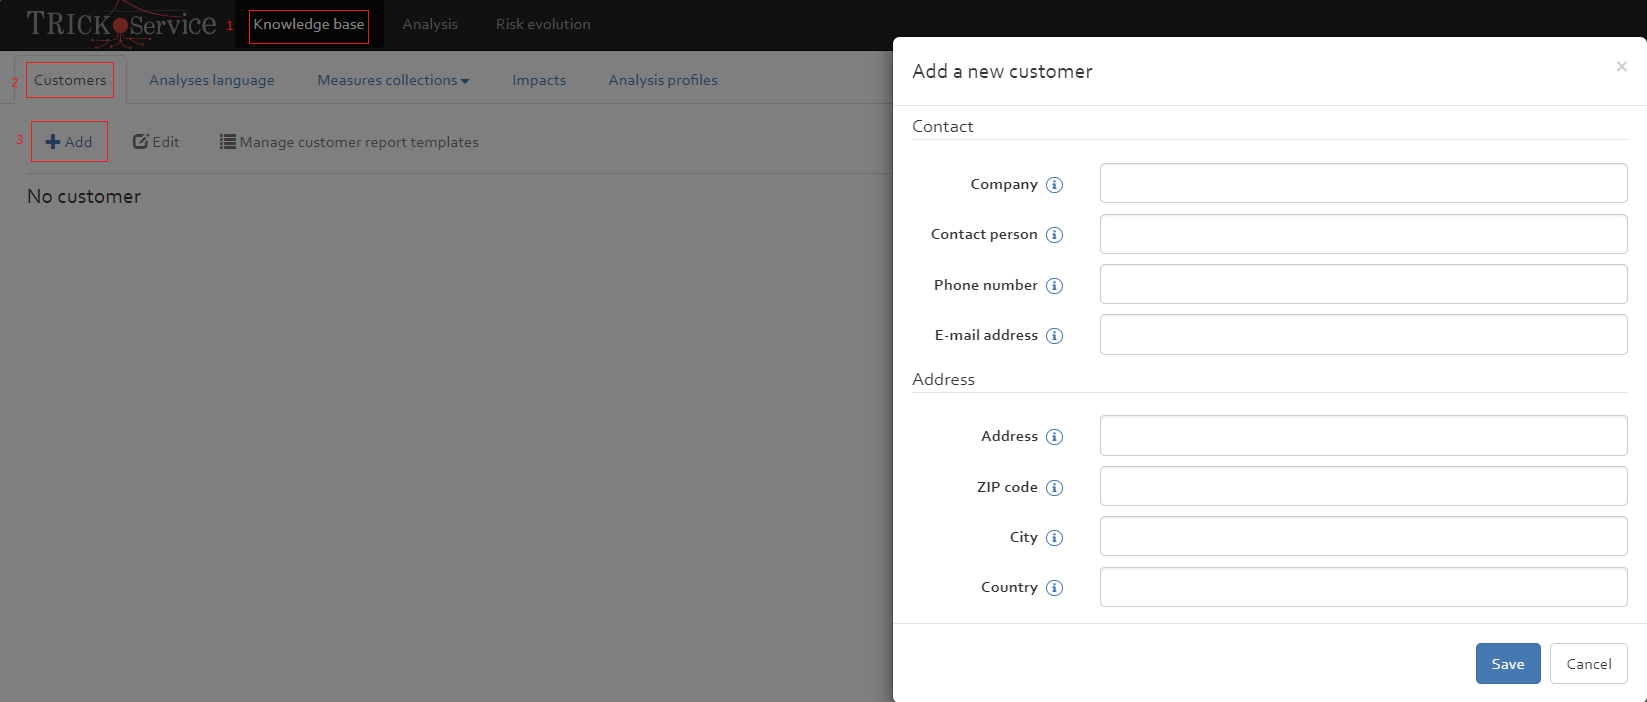 TRICK Service 1 Knowledge base Analysis Risk evolution
2 Customers Analyses language Measures collections Impacts Analysis profiles
3 Add Edit Manage customer report templates
No customer
Add a new customer ×
Contact
Company i
Contact person i
Phone number i
E-mail address i
Address
Address i
ZIP code i
City i
Country i
Save Cancel